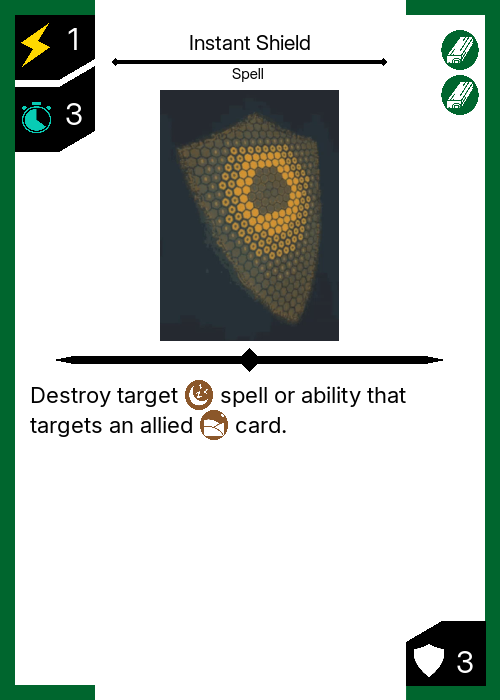 1
Instant Shield
Spell
3
Destroy target spell or ability that
targets an allied card.
3